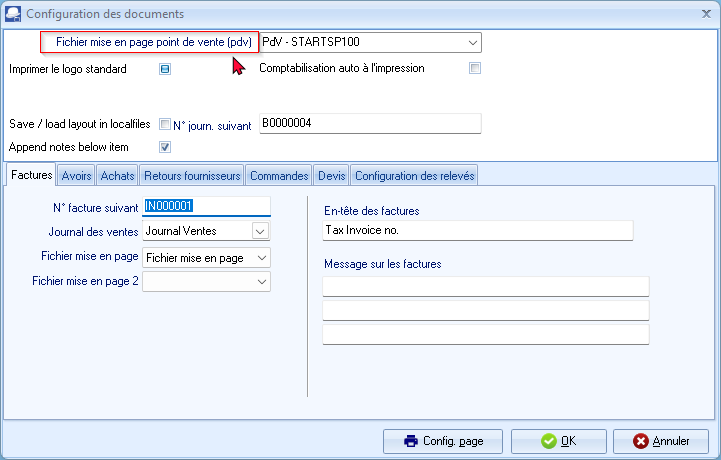 Configuration des documents
Fichier mise en page point de vente (pdv) PdV - STARTSP100
Imprimer le logo standard Comptabilisation auto à l'impression
Save / load layout in localfiles N° journ. suivant B0000004
Append notes below item
Factures Avoirs Achats Retours fournisseurs Commandes Devis Configuration des relevés
N° facture suivant IN000001
Journal des ventes Journal Ventes
Fichier mise en page Fichier mise en page
Fichier mise en page 2
En-tête des factures
Tax Invoice no.
Message sur les factures
Config. page OK Annuler